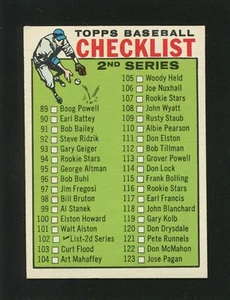 TOPPS BASEBALL
CHECKLIST
2ND SERIES
89 Boog Powell
90 Earl Battey
91 Bob Bailey
92 Steve Ridzik
93 Gary Geiger
94 Rookie Stars
95 George Altman
96 Bob Buhl
97 Jim Fregosi
98 Bill Bruton
99 Al Stanek
100 Elston Howard
101 Walt Alston
102 List-2d Series
103 Curt Flood
104 Art Mahaffey
105 Woody Held
106 Joe Nuxhall
107 Rookie Stars
108 John Wyatt
109 Rusty Staub
110 Albie Pearson
111 Don Elston
112 Bob Tillman
113 Grover Powell
114 Don Lock
115 Frank Bolling
116 Rookie Stars
117 Earl Francis
118 John Blanchard
119 Gary Kolb
120 Don Drysdale
121 Pete Runnels
122 Don McMahon
123 Jose Pagan